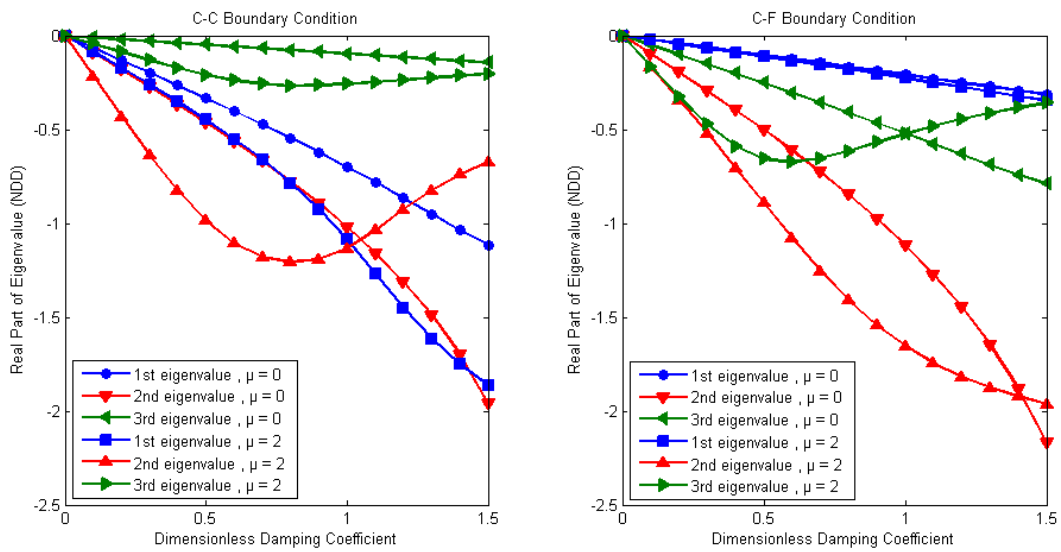 C-C Boundary Condition
Real Part of Eigenvalue (NDD)
0
-0.5
-1
-1.5
-2
-2.5
1st eigenvalue , µ = 0
2nd eigenvalue , µ = 0
3rd eigenvalue , µ = 0
1st eigenvalue , µ = 2
2nd eigenvalue , µ = 2
3rd eigenvalue , µ = 2
0 0.5 1 1.5
Dimensionless Damping Coefficient
C-F Boundary Condition
Real Part of Eigenvalue (NDD)
0
-0.5
-1
-1.5
-2
-2.5
1st eigenvalue , µ = 0
2nd eigenvalue , µ = 0
3rd eigenvalue , µ = 0
1st eigenvalue , µ = 2
2nd eigenvalue , µ = 2
3rd eigenvalue , µ = 2
0 0.5 1 1.5
Dimensionless Damping Coefficient